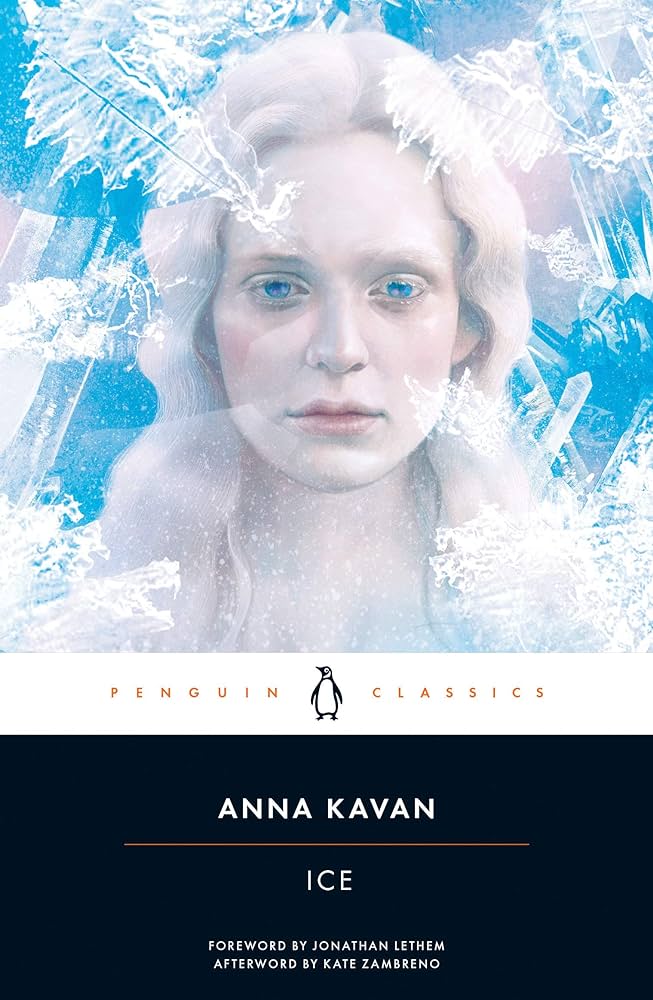 PENGUIN CLASSICS
ANNA KAVAN
ICE
FOREWORD BY JONATHAN LETHEM
AFTERWORD BY KATE ZAMBRENO